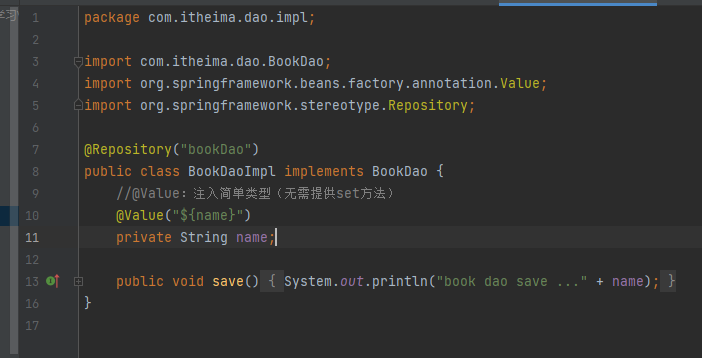 学习
1 package com.itheima.dao.impl;
2
3 import com.itheima.dao.BookDao;
4 import org.springframework.beans.factory.annotation.Value;
5 import org.springframework.stereotype.Repository;
6
7 @Repository("bookDao")
8 public class BookDaoImpl implements BookDao {
9 //@Value：注入简单类型（无需提供set方法）
10 @Value("${name}")
11 private String name;
12
13 public void save() { System.out.println("book dao save ..." + name); }
16 }
17